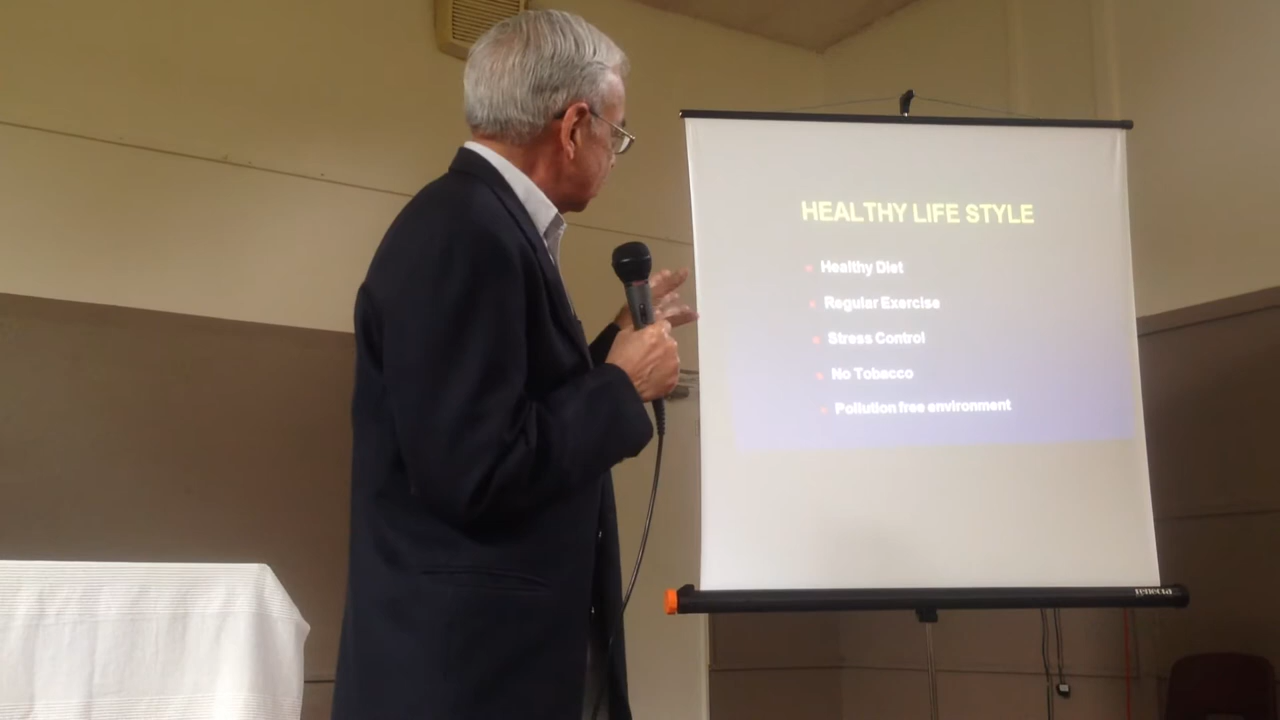 HEALTHY LIFE STYLE
Healthy Diet
Regular Exercise
Stress Control
No Tobacco
Pollution free environment